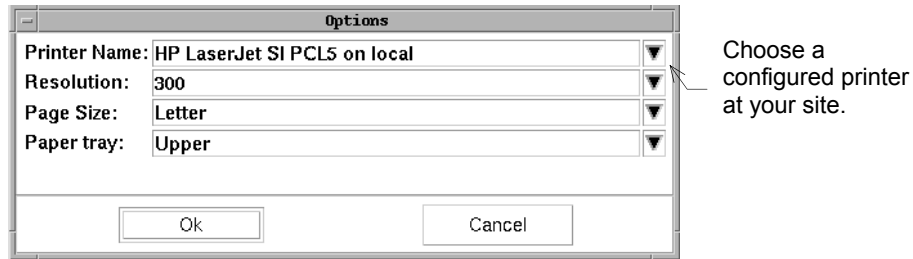 Options
Printer Name: HP LaserJet SI PCL5 on local
Resolution: 300
Page Size: Letter
Paper tray: Upper
Ok Cancel
Choose a
configured printer
at your site.